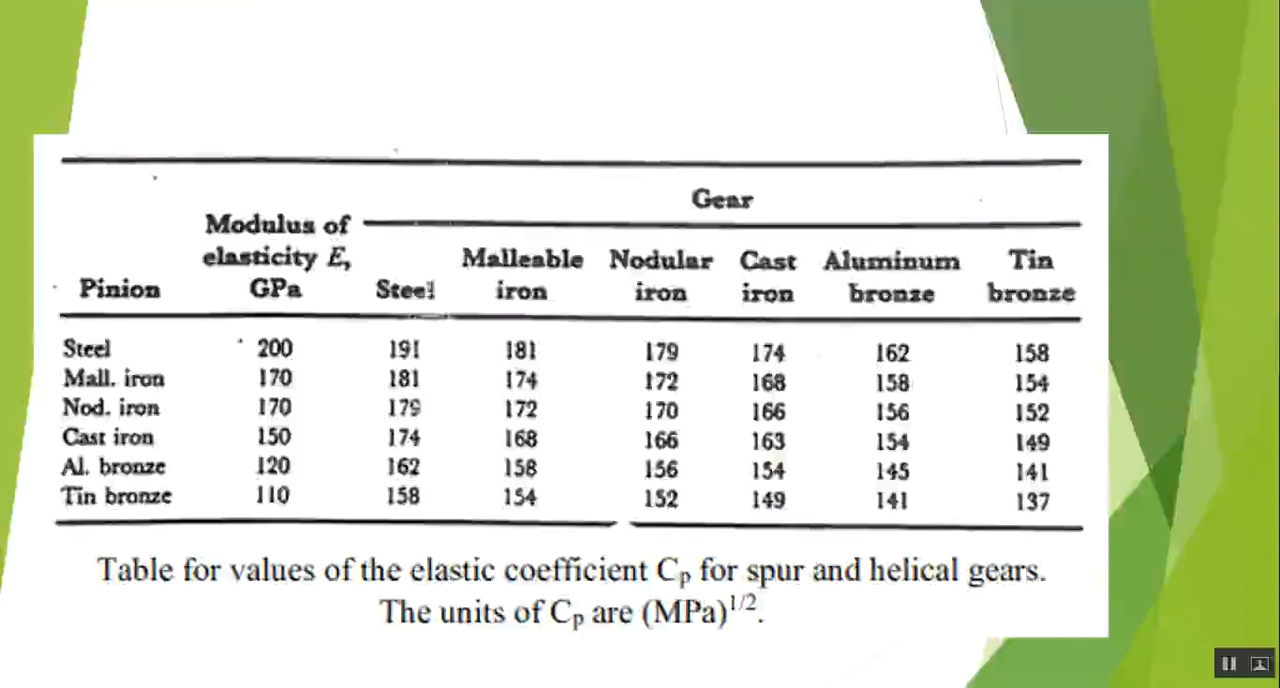 Gear
Modulus of
elasticity E,
Malleable Nodular Cast Aluminum Tin
Pinion GPa Steel iron iron iron bronze bronze
Steel 200 191 181 179 174 162 158
Mall. iron 170 181 174 172 168 158 154
Nod. iron 170 179 172 170 166 156 152
Cast iron 150 174 168 166 163 154 149
Al. bronze 120 162 158 156 154 145 141
Tin bronze 110 158 154 152 149 141 137
Table for values of the elastic coefficient Cp for spur and helical gears.
The units of Cp are (MPa)^1/2.